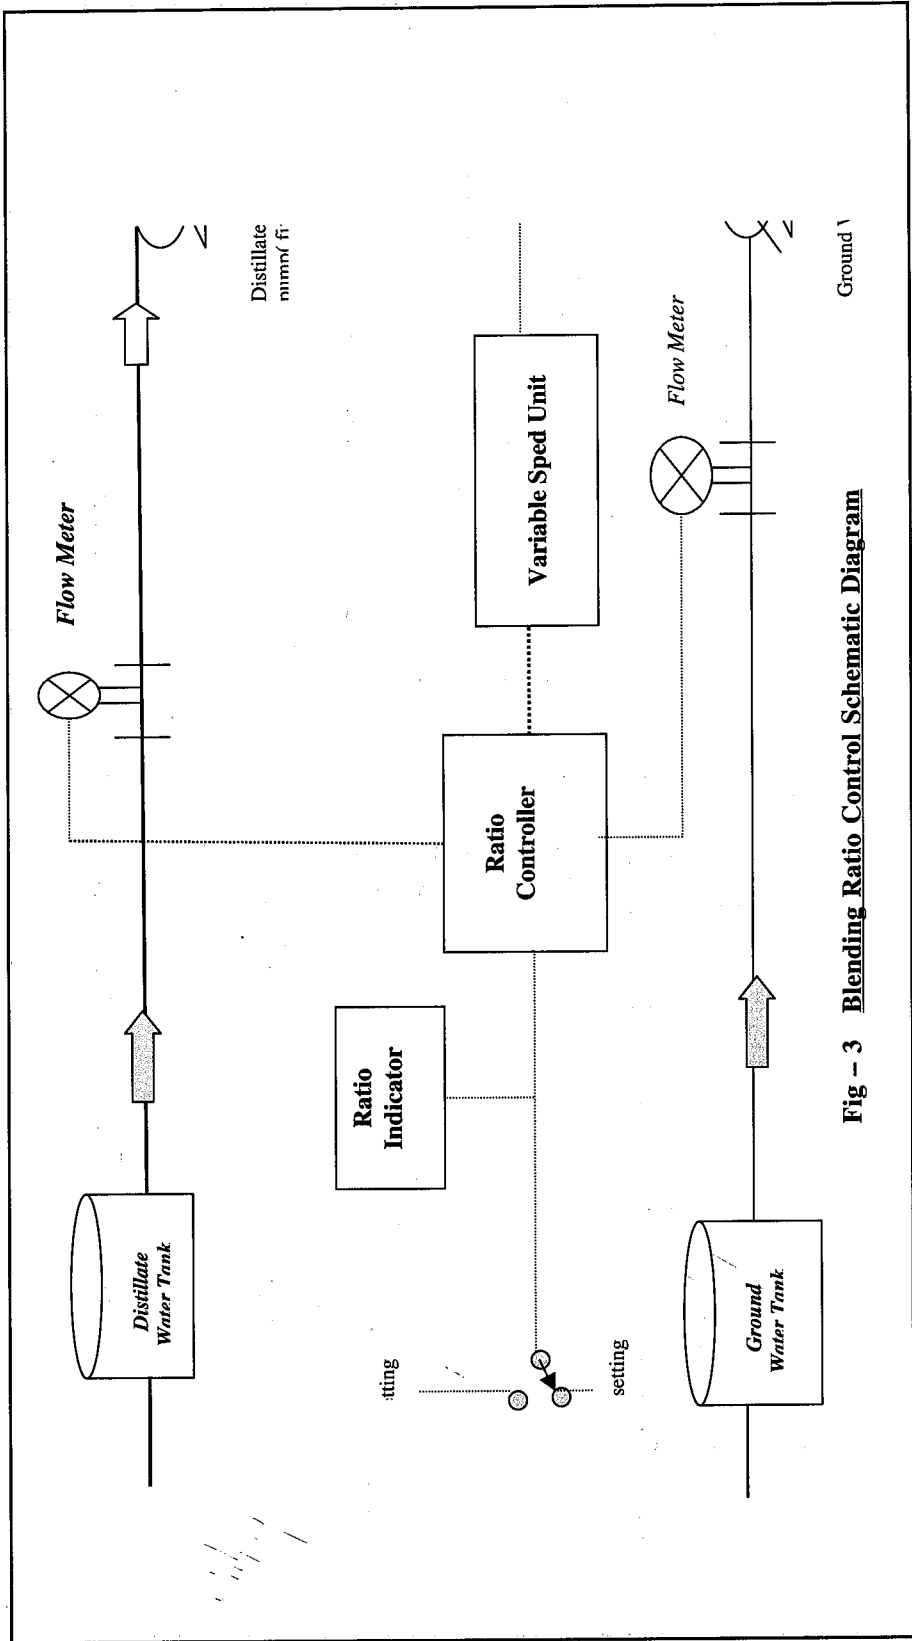 Flow Meter
Distillate
Water Tank
Distillate
Ratio
Indicator
Ratio
Controller
Variable Sped Unit
Flow Meter
setting
Ground
Water Tank
Ground
Fig – 3 Blending Ratio Control Schematic Diagram